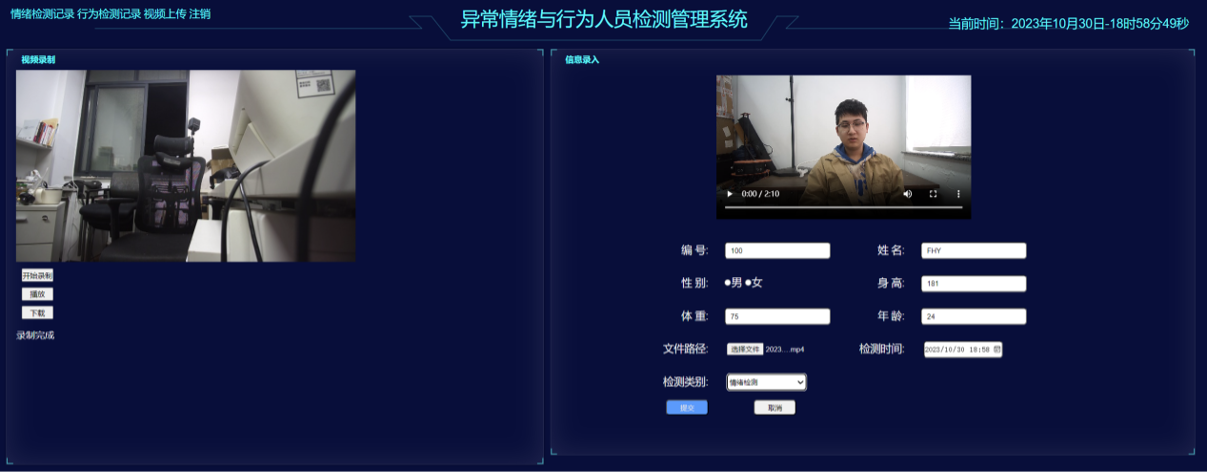 情绪检测记录 行为检测记录 视频上传 注销
异常情绪与行为人员检测管理系统
当前时间：2023年10月30日-18时58分49秒
视频录制
开始录制
播放
下载
录制完成
信息录入
0:00 / 2:10
编 号: 100 姓 名: FHY
性 别: 男 女 身 高: 181
体 重: 75 年 龄: 24
文件路径: 选择文件 2023....mp4 检测时间: 2023/10/30 18:58
检测类别: 情绪检测
提交 取消